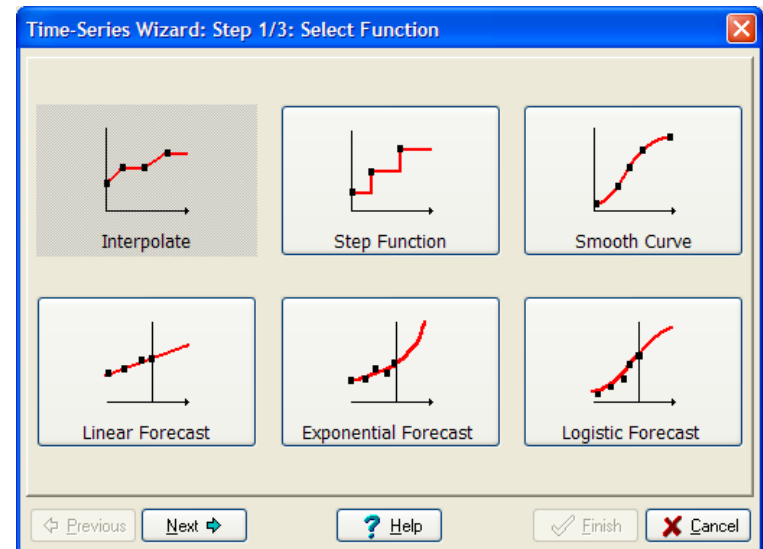 Time-Series Wizard: Step 1/3: Select Function
Interpolate
Step Function
Smooth Curve
Linear Forecast
Exponential Forecast
Logistic Forecast
Previous
Next
Help
Finish
Cancel